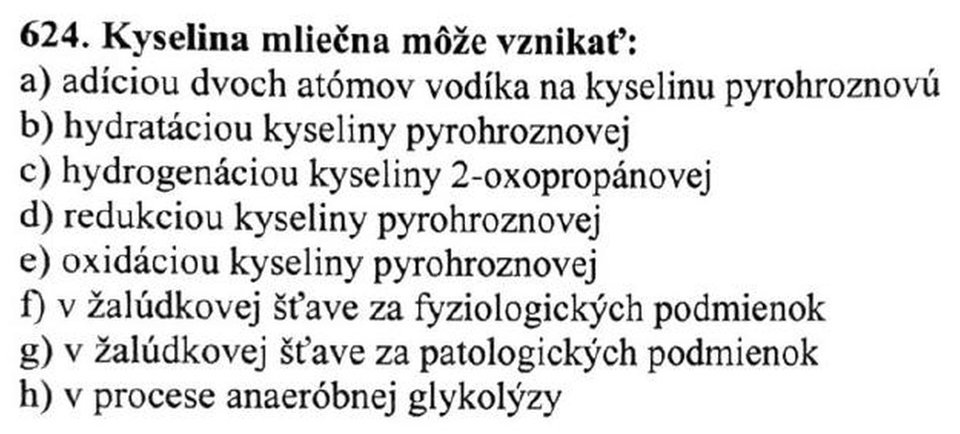 624. Kyselina mliečna môže vznikať:
a) adíciou dvoch atómov vodíka na kyselinu pyrohroznovú
b) hydratáciou kyseliny pyrohroznovej
c) hydrogenáciou kyseliny 2-oxopropánovej
d) redukciou kyseliny pyrohroznovej
e) oxidáciou kyseliny pyrohroznovej
f) v žalúdkovej šťave za fyziologických podmienok
g) v žalúdkovej šťave za patologických podmienok
h) v procese anaeróbnej glykolýzy